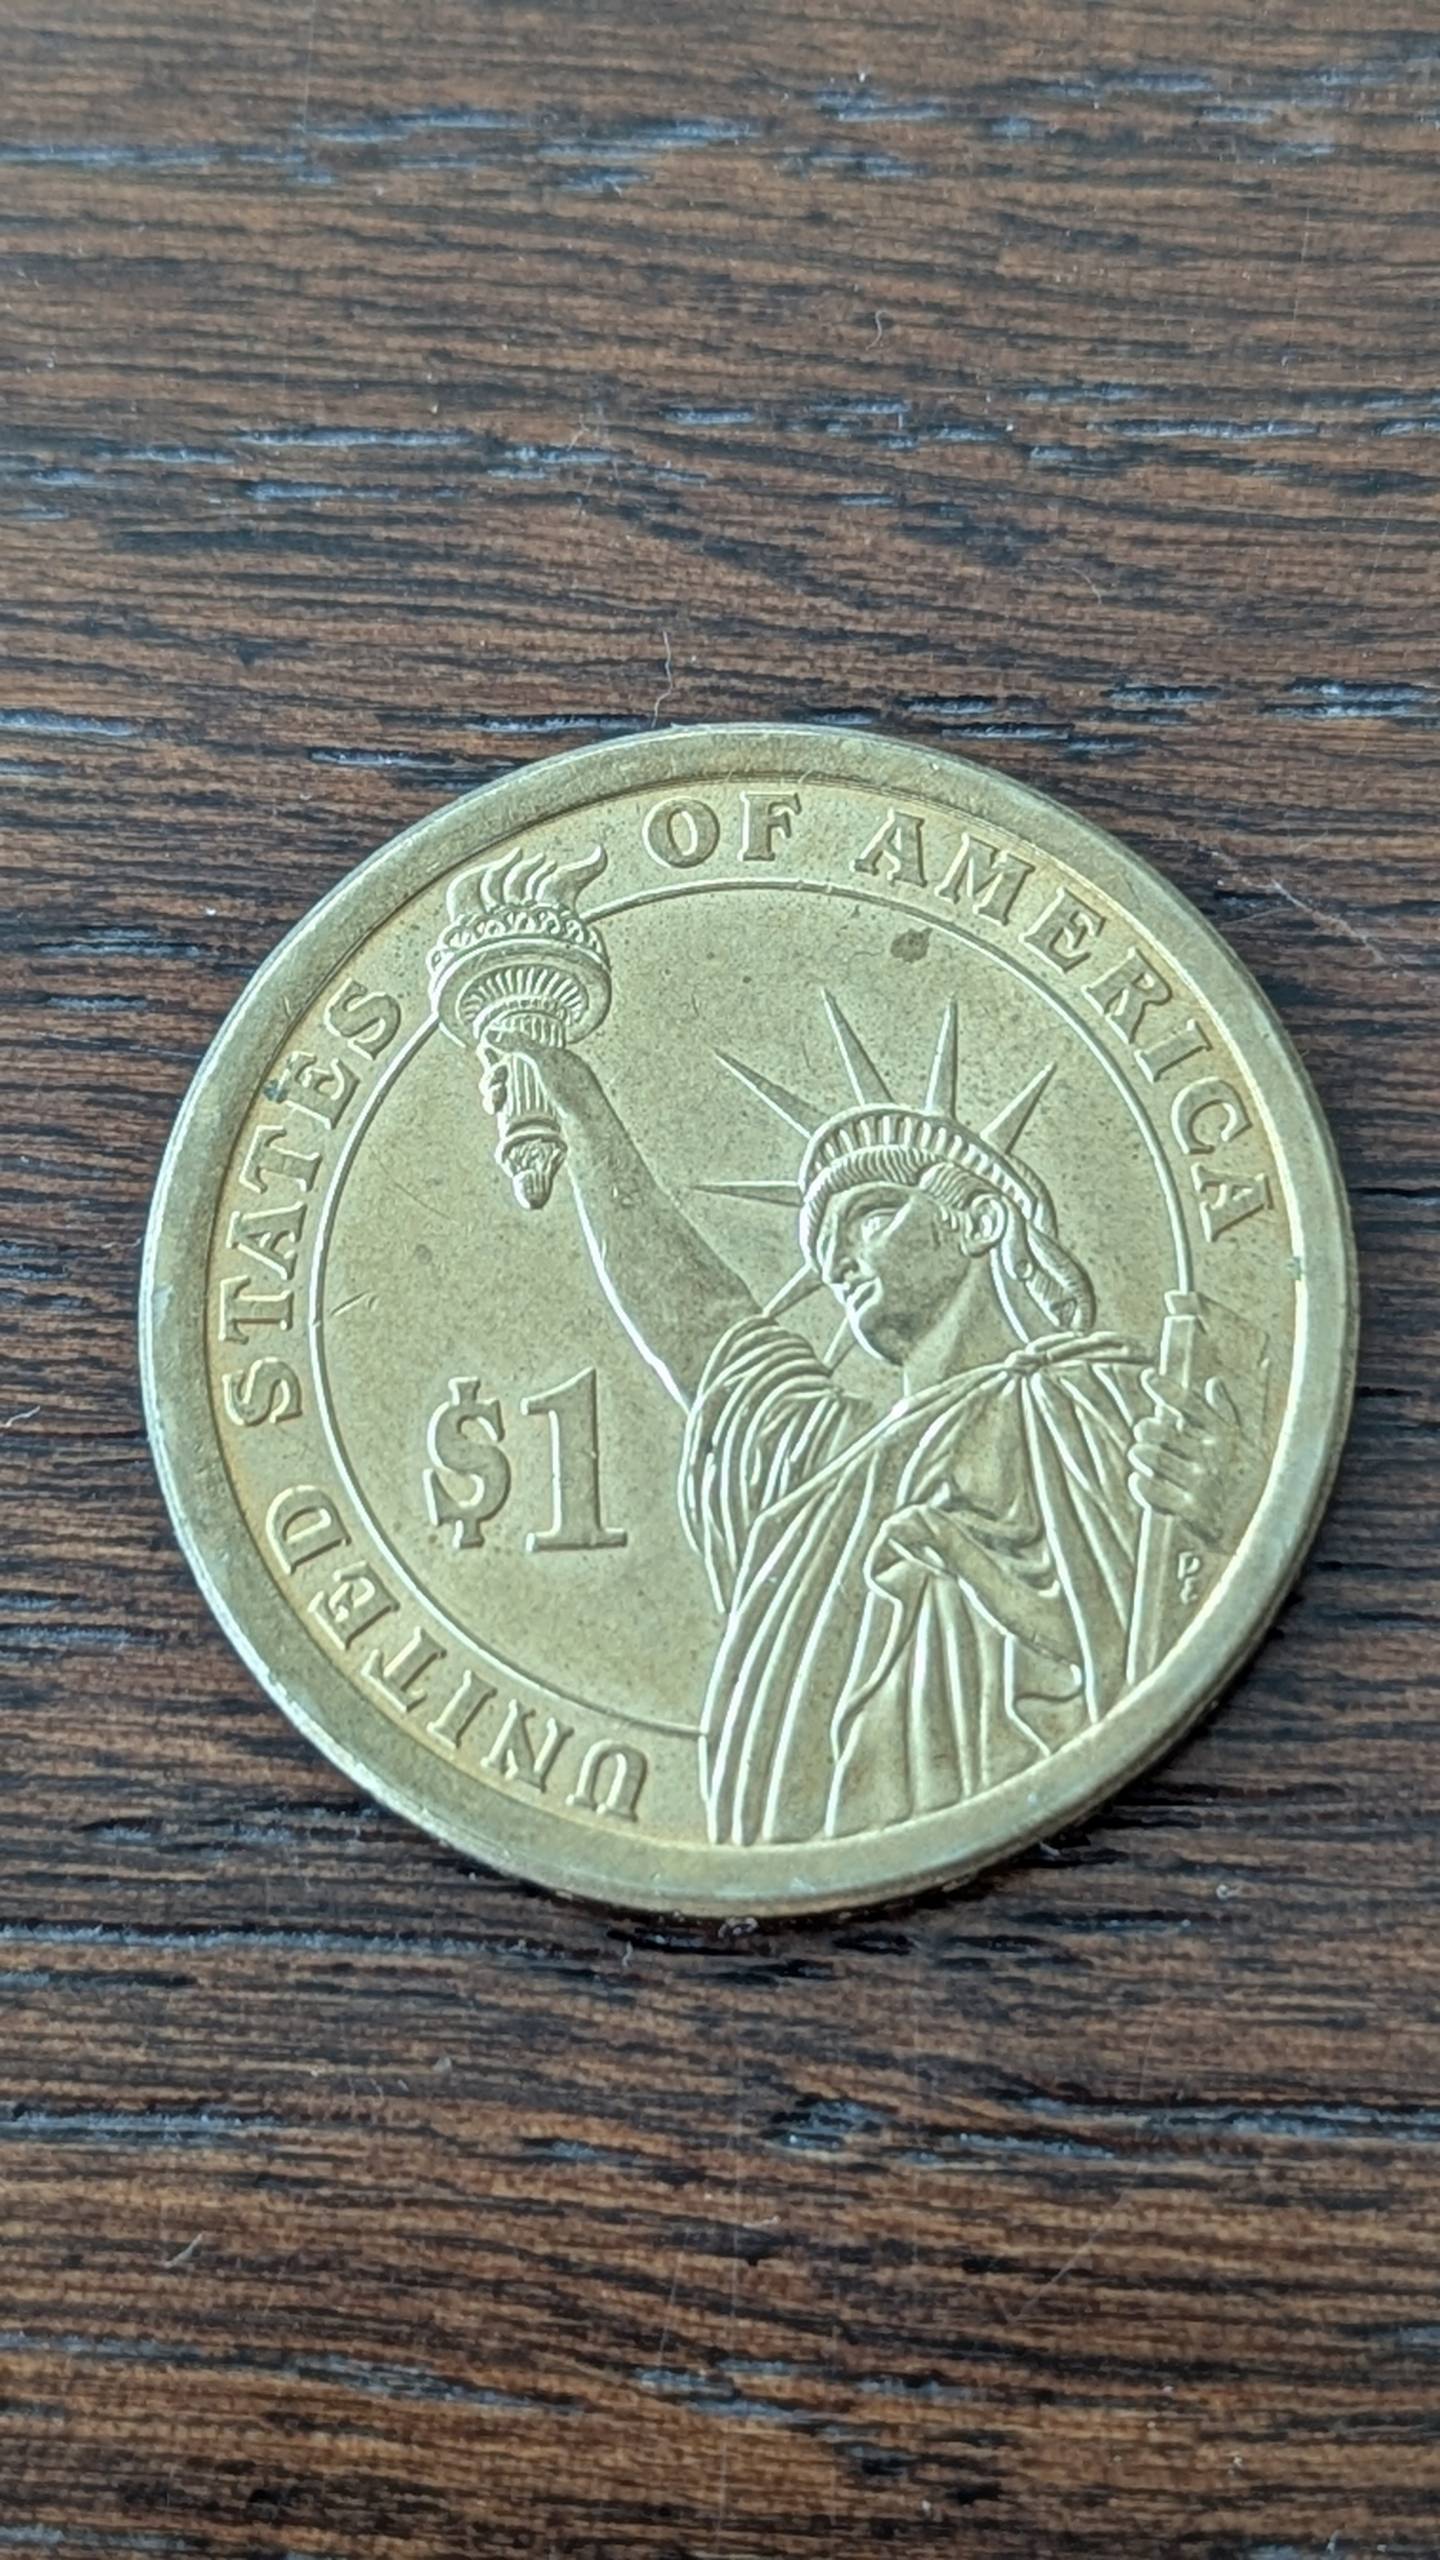 UNITED STATES OF AMERICA
$1